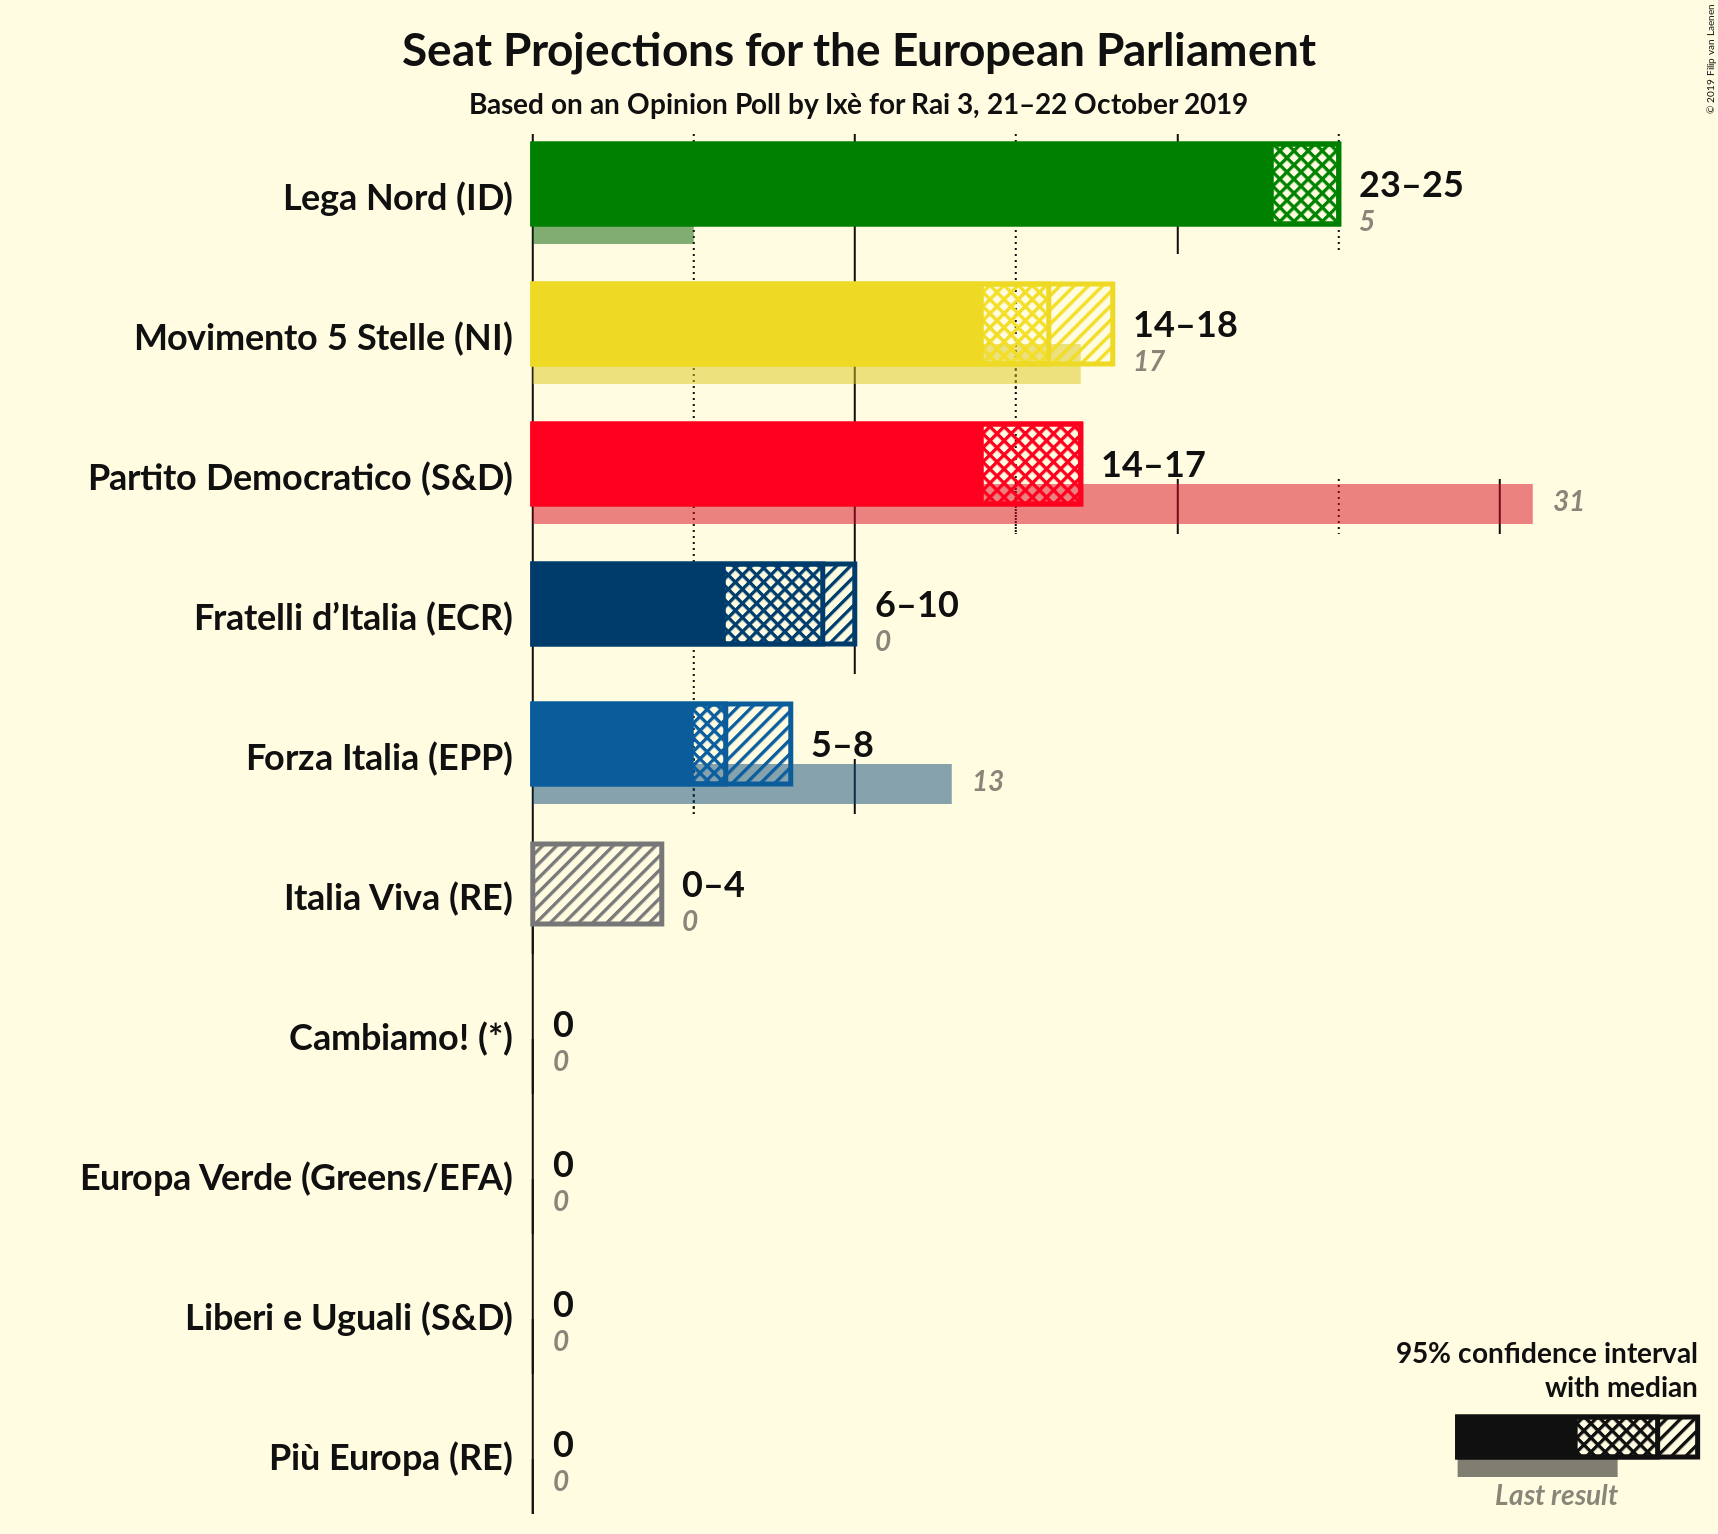 Seat Projections for the European Parliament
Based on an Opinion Poll by Ixè for Rai 3, 21–22 October 2019
© 2019 Filip van Laenen
Lega Nord (ID)
23–25
5
Movimento 5 Stelle (NI)
14–18
17
Partito Democratico (S&D)
14–17
31
Fratelli d’Italia (ECR)
6–10
0
Forza Italia (EPP)
5–8
13
Italia Viva (RE)
0–4
0
Cambiamo! (*)
0
0
Europa Verde (Greens/EFA)
0
0
Liberi e Uguali (S&D)
0
0
Più Europa (RE)
0
0
95% confidence interval
with median
Last result